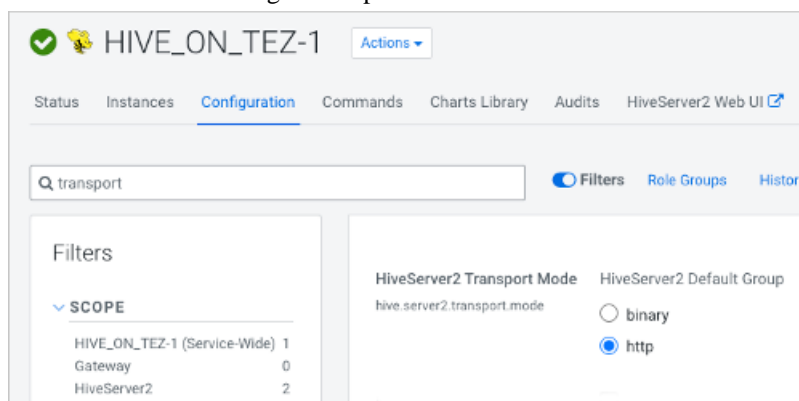 HIVE_ON_TEZ-1 Actions
Status Instances Configuration Commands Charts Library Audits HiveServer2 Web UI
transport
Filters Role Groups Histor
Filters
SCOPE
HIVE_ON_TEZ-1 (Service-Wide) 1
Gateway 0
HiveServer2 2
HiveServer2 Transport Mode HiveServer2 Default Group
hive.server2.transport.mode
binary
http